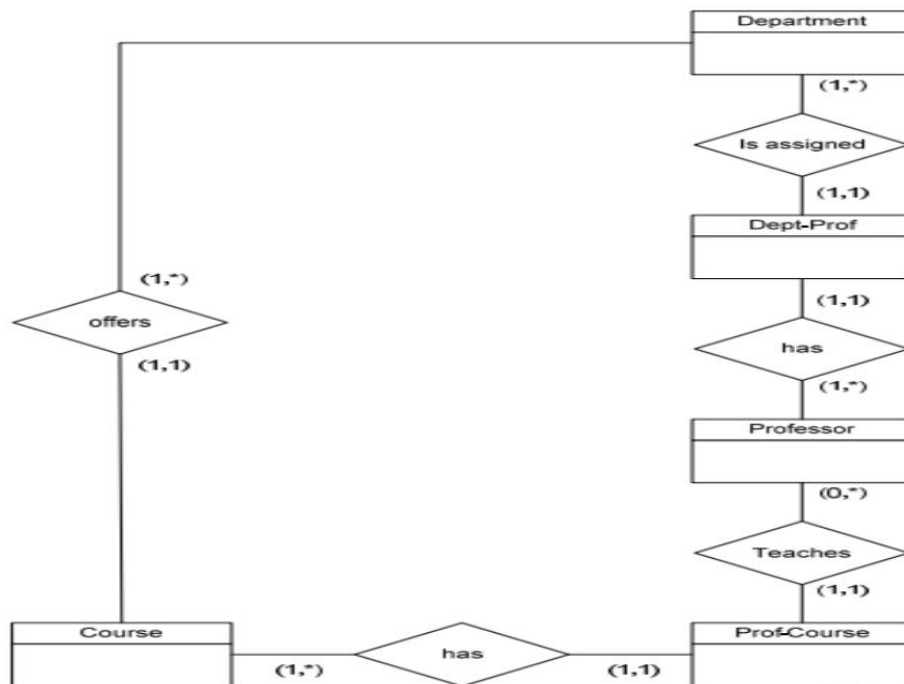 Department
(1,*)
Is assigned
(1,1)
Dept-Prof
(1,1)
has
(1,*)
Professor
(0,*)
Teaches
(1,1)
Prof-Course
(1,*)
offers
(1,1)
Course
(1,*)
has
(1,1)